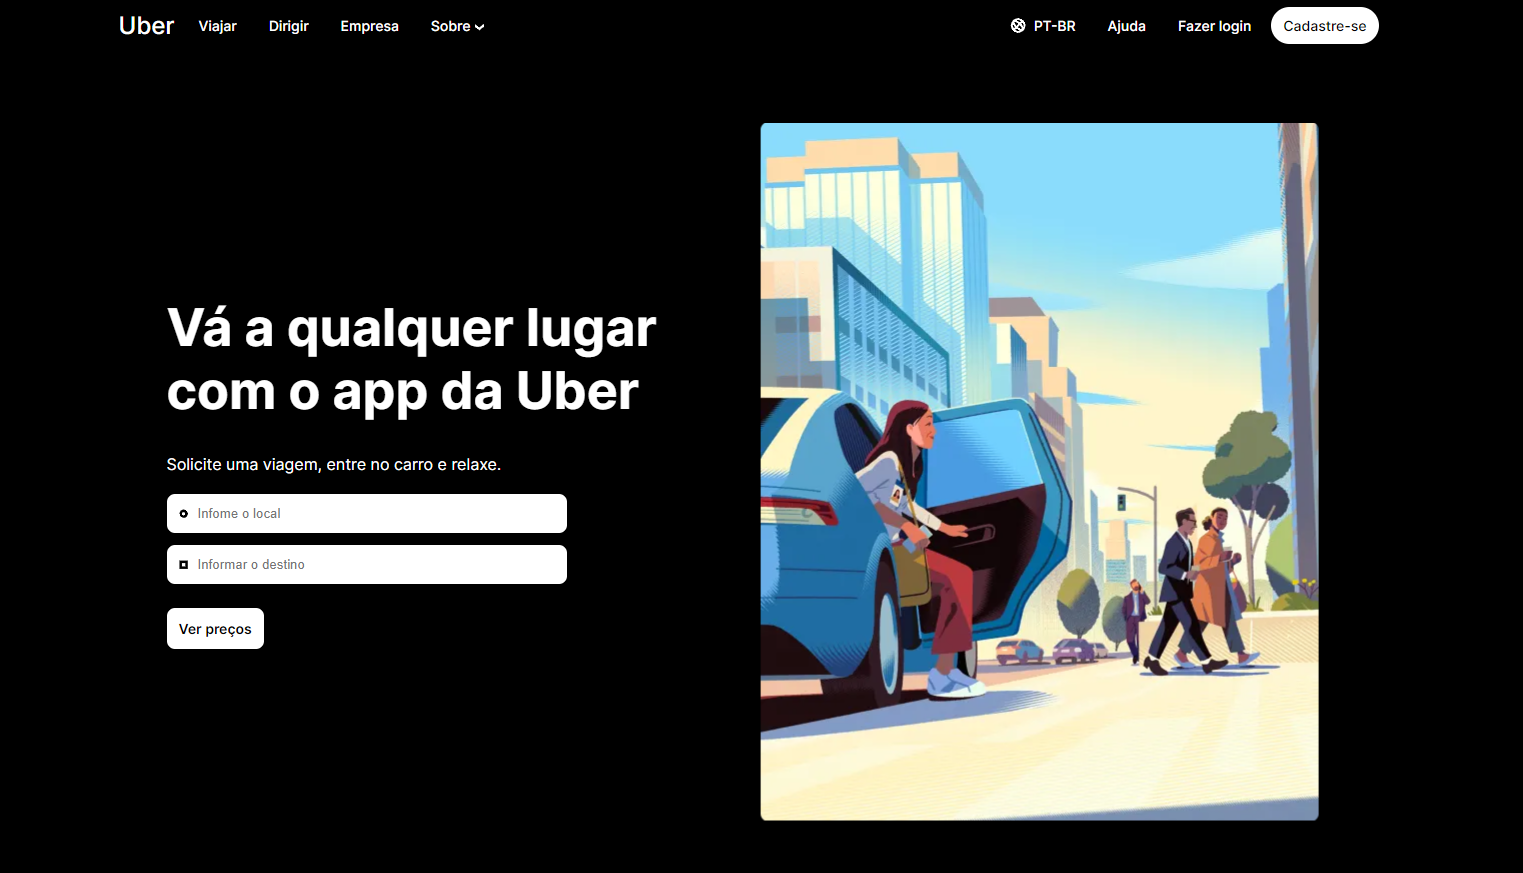 Uber Viajar Dirigir Empresa Sobre PT-BR Ajuda Fazer login Cadastre-se
Vá a qualquer lugar
com o app da Uber
Solicite uma viagem, entre no carro e relaxe.
Infome o local
Informar o destino
Ver preços